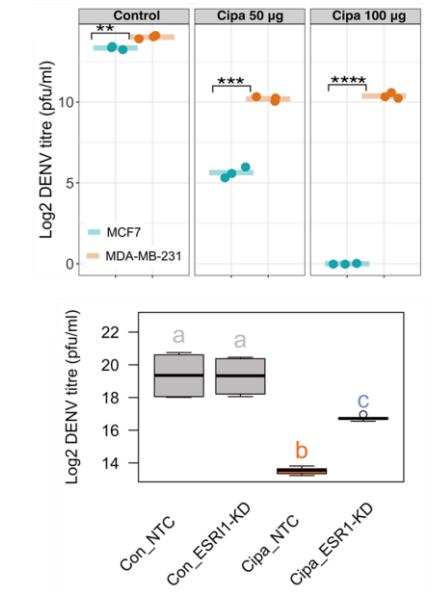 Control Cipa 50 µg Cipa 100 µg
** *** ****
Log2 DENV titre (pfu/ml)
10
5
0
MCF7
MDA-MB-231
Log2 DENV titre (pfu/ml)
22
20
18
16
14
a a b c
Con_NTC
Con_ESRI1-KD
Cipa_NTC
Cipa_ESR1-KD